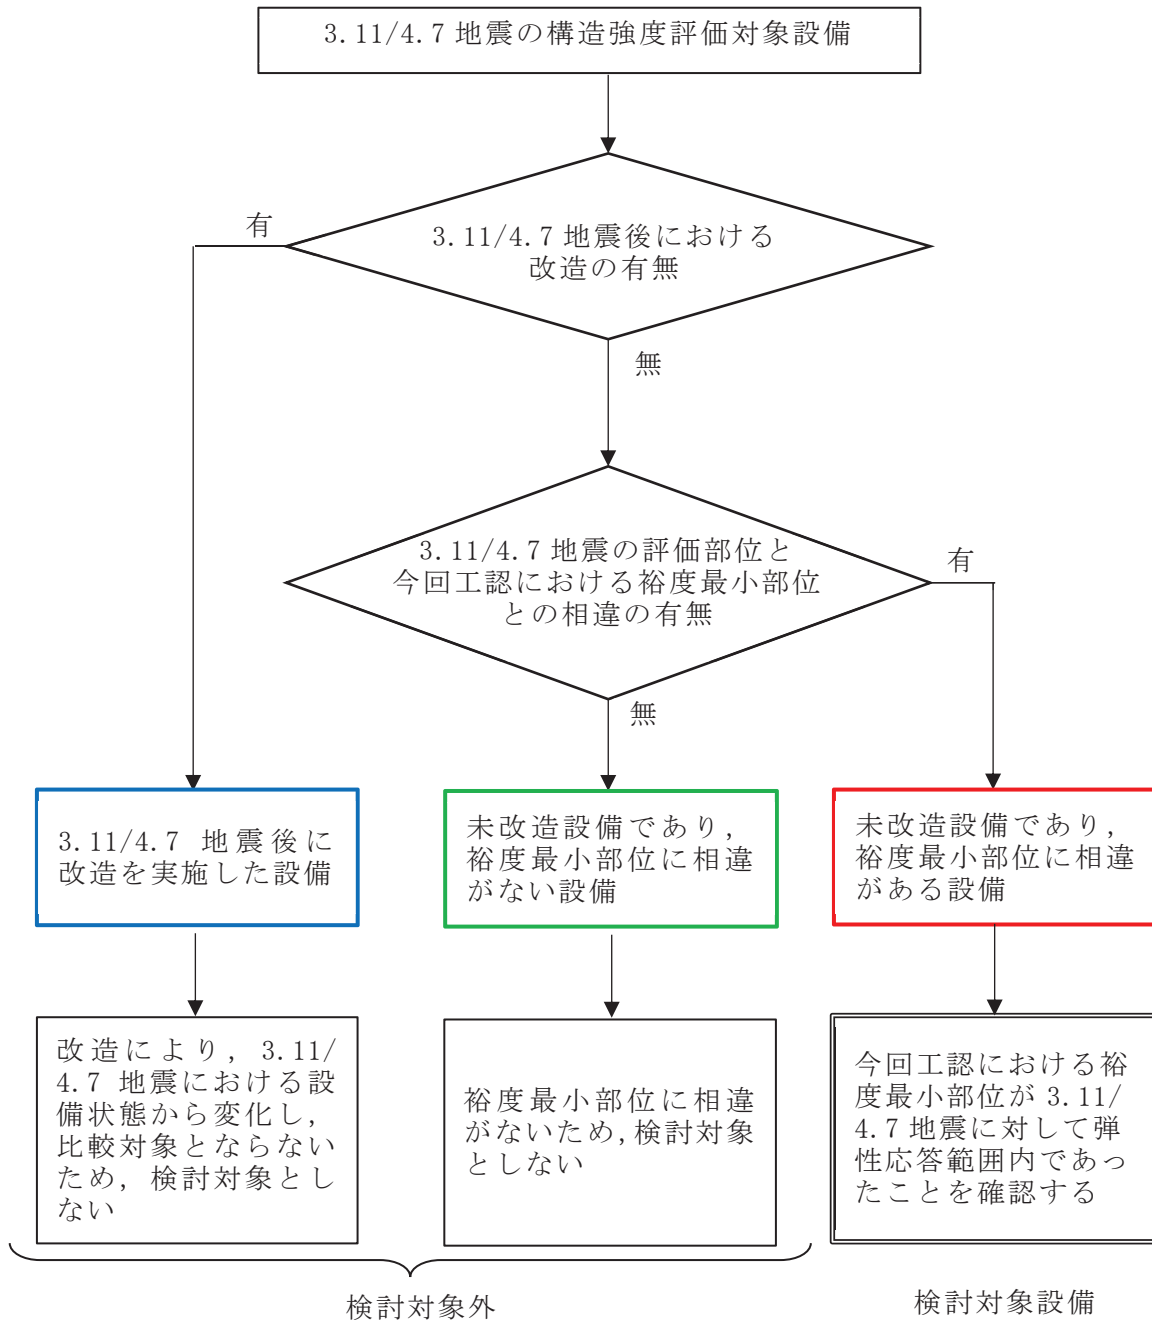 3.11/4.7 地震の構造強度評価対象設備
有
3.11/4.7 地震後における
改造の有無
無
3.11/4.7 地震の評価部位と
今回工認における裕度最小部位
との相違の有無
有
無
3.11/4.7 地震後に
改造を実施した設備
未改造設備であり,
裕度最小部位に相違
がない設備
未改造設備であり,
裕度最小部位に相違
がある設備
改造により, 3.11/
4.7 地震における設
備状態から変化し,
比較対象とならない
ため, 検討対象とし
ない
裕度最小部位に相違
がないため,検討対象
としない
今回工認における裕
度最小部位が 3.11/
4.7 地震に対して弾
性応答範囲内であっ
たことを確認する
検討対象外
検討対象設備